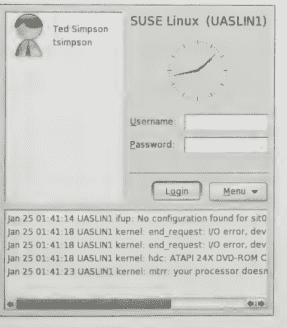 Ted Simpson
tsimpson
SUSE Linux (UASLIN1)
Username:
Password:
Login
Menu
Jan 25 01:41:14 UASLIN1 ifup: No configuration found for sit0
Jan 25 01:41:18 UASLIN1 kernel: end_request: I/O error, dev
Jan 25 01:41:18 UASLIN1 kernel: end_request: I/O error, dev
Jan 25 01:41:18 UASLIN1 kernel: hdc: ATAPI 24X DVD-ROM C
Jan 25 01:41:23 UASLIN1 kernel: mtrr: your processor doesn